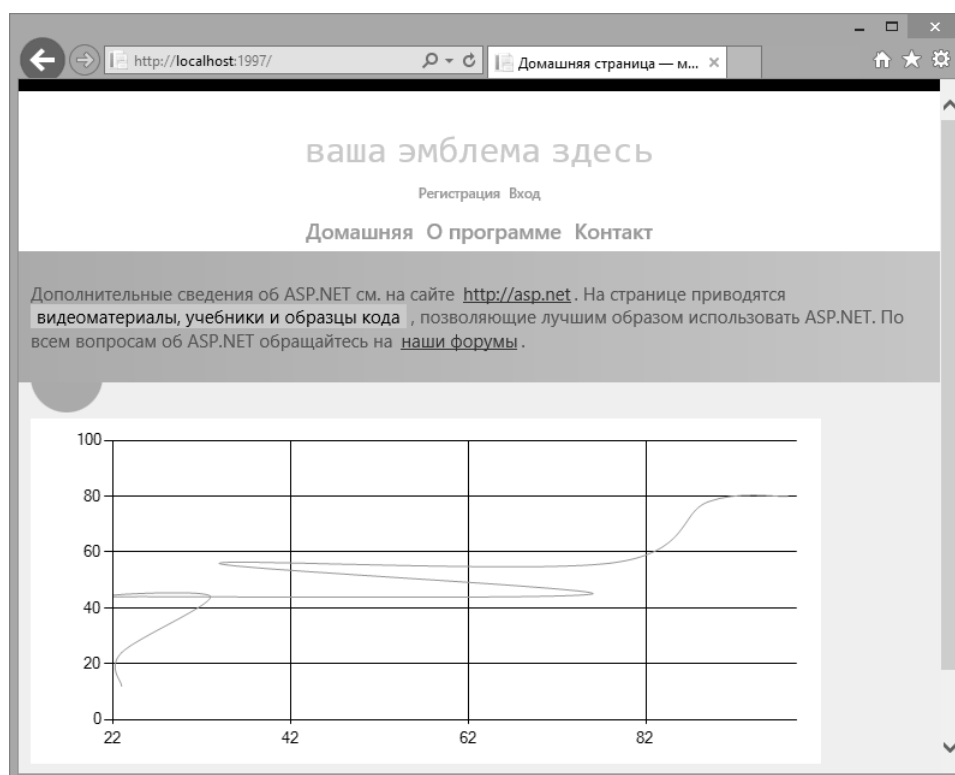 http://localhost:1997/
Домашняя страница — м...
ваша эмблема здесь
Регистрация Вход
Домашняя О программе Контакт
Дополнительные сведения об ASP.NET см. на сайте http://asp.net. На странице приводятся
видеоматериалы, учебники и образцы кода , позволяющие лучшим образом использовать ASP.NET. По
всем вопросам об ASP.NET обращайтесь на наши форумы.
100
80
60
40
20
0
22 42 62 82